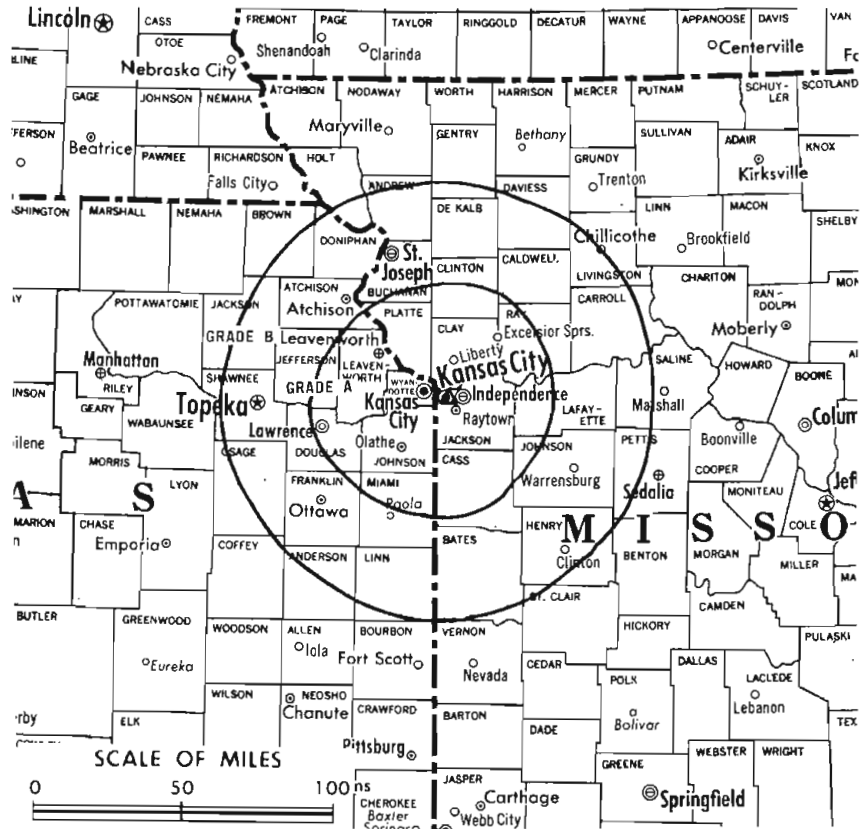 Lincoln
CASS
FREMONT
PAGE
TAYLOR
RINGGOLD
DECATUR
WAYNE
APPANOOSE
DAVIS
VAN
OTOE
Shenandoah
Clarinda
Centerville
Nebraska City
GAGE
JOHNSON
NEMAHA
ATCHISON
NODAWAY
WORTH
HARRISON
MERCER
PUTNAM
SCHUY-
LER
SCOTLAND
Maryville
GENTRY
Bethany
SULLIVAN
ADAIR
KNOX
Beatrice
PAWNEE
RICHARDSON
HOLT
GRUNDY
Trenton
Kirksville
Falls City
ANDREW
DAVIESS
MARSHALL
NEMAHA
BROWN
DE KALB
LINN
MACON
SHELBY
DONIPHAN
St.
Joseph
Chillicothe
Brookfield
CLINTON
CALDWELL
LIVINGSTON
CHARITON
POTTAWATOMIE
JACKSON
ATCHISON
Atchison
BUCHANAN
PLATTE
RAY
CARROLL
RAN-
DOLPH
GRADE B
Leavenworth
CLAY
Excelsior Sprs.
Moberly
Manhattan
JEFFERSON
LEAVEN-
WORTH
Liberty
SALINE
HOWARD
RILEY
SHAWNEE
GRADE A
WYAN-
DOTTE
Kansas City
BOONE
GEARY
Topeka
Kansas
City
Independence
Raytown
LAFAY-
ETTE
Marshall
WABAUNSEE
Lawrence
DOUGLAS
Olathe
JOHNSON
JACKSON
CASS
JOHNSON
PETTIS
Boonville
MORRIS
OSAGE
FRANKLIN
MIAMI
Warrensburg
Sedalia
COOPER
A S
LYON
Ottawa
Paola
MONITEAU
MARION
CHASE
Emporia
COFFEY
HENRY
M I S S O
COLE
BATES
Clinton
BENTON
MORGAN
ANDERSON
LINN
MILLER
BUTLER
GREENWOOD
WOODSON
ALLEN
BOURBON
VERNON
ST. CLAIR
HICKORY
CAMDEN
PULASKI
Iola
Fort Scott
Eureka
Nevada
CEDAR
POLK
DALLAS
LACLEDE
WILSON
NEOSHO
Chanute
CRAWFORD
BARTON
Bolivar
Lebanon
ELK
DADE
Pittsburg
WEBSTER
WRIGHT
SCALE OF MILES
GREENE
0 50 100
JASPER
Carthage
Webb City
Springfield
CHEROKEE
Baxter